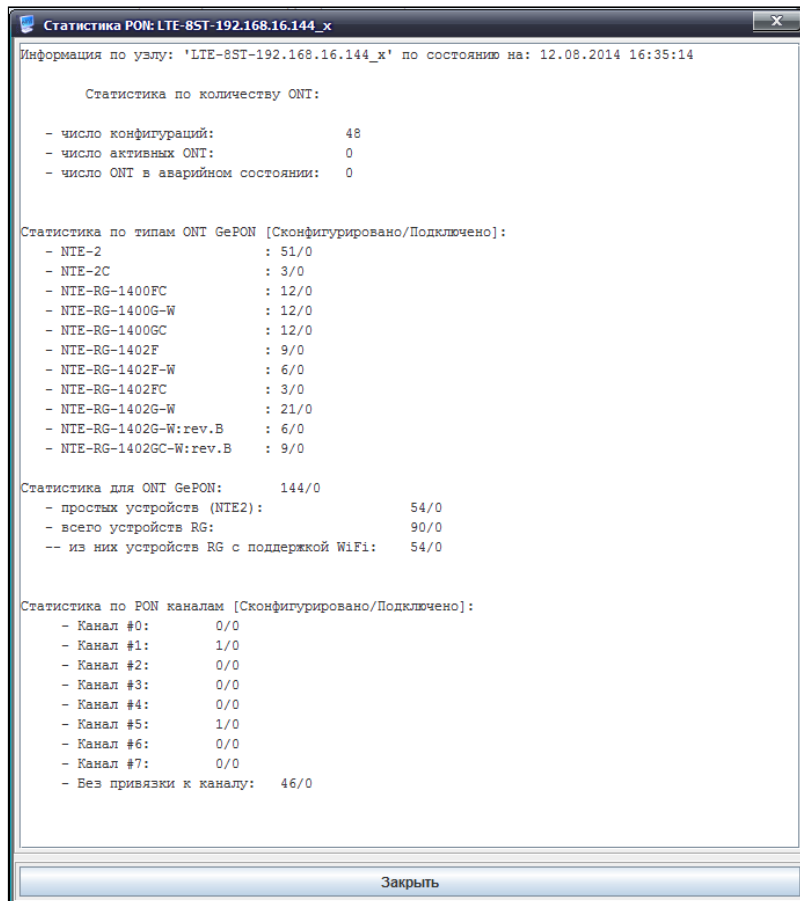 Статистика PON: LTE-8ST-192.168.16.144_x
Информация по узлу: 'LTE-8ST-192.168.16.144_x' по состоянию на: 12.08.2014 16:35:14
Статистика по количеству ONT:
- число конфигураций: 48
- число активных ONT: 0
- число ONT в аварийном состоянии: 0
Статистика по типам ONT GePON [Сконфигурировано/Подключено]:
- NTE-2 : 51/0
- NTE-2C : 3/0
- NTE-RG-1400FC : 12/0
- NTE-RG-1400G-W : 12/0
- NTE-RG-1400GC : 12/0
- NTE-RG-1402F : 9/0
- NTE-RG-1402F-W : 6/0
- NTE-RG-1402FC : 3/0
- NTE-RG-1402G-W : 21/0
- NTE-RG-1402G-W:rev.B : 6/0
- NTE-RG-1402GC-W:rev.B : 9/0
Статистика для ONT GePON: 144/0
- простых устройств (NTE2): 54/0
- всего устройств RG: 90/0
-- из них устройств RG с поддержкой WiFi: 54/0
Статистика по PON каналам [Сконфигурировано/Подключено]:
- Канал #0: 0/0
- Канал #1: 1/0
- Канал #2: 0/0
- Канал #3: 0/0
- Канал #4: 0/0
- Канал #5: 1/0
- Канал #6: 0/0
- Канал #7: 0/0
- Без привязки к каналу: 46/0
Закрыть